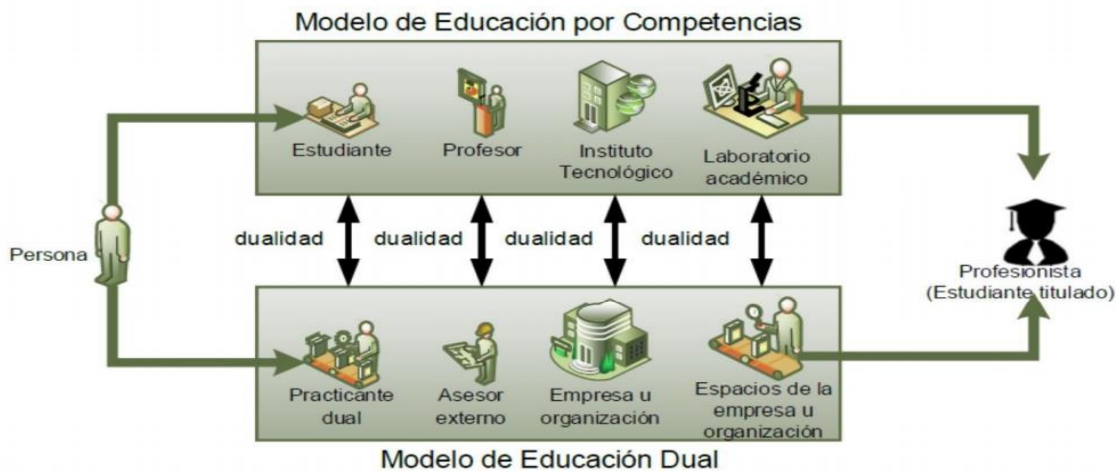 Modelo de Educación por Competencias
Estudiante
Profesor
Instituto
Tecnológico
Laboratorio
académico
Persona
dualidad
dualidad
dualidad
dualidad
Profesionista
(Estudiante titulado)
Practicante
dual
Asesor
externo
Empresa u
organización
Espacios de la
empresa u
organización
Modelo de Educación Dual